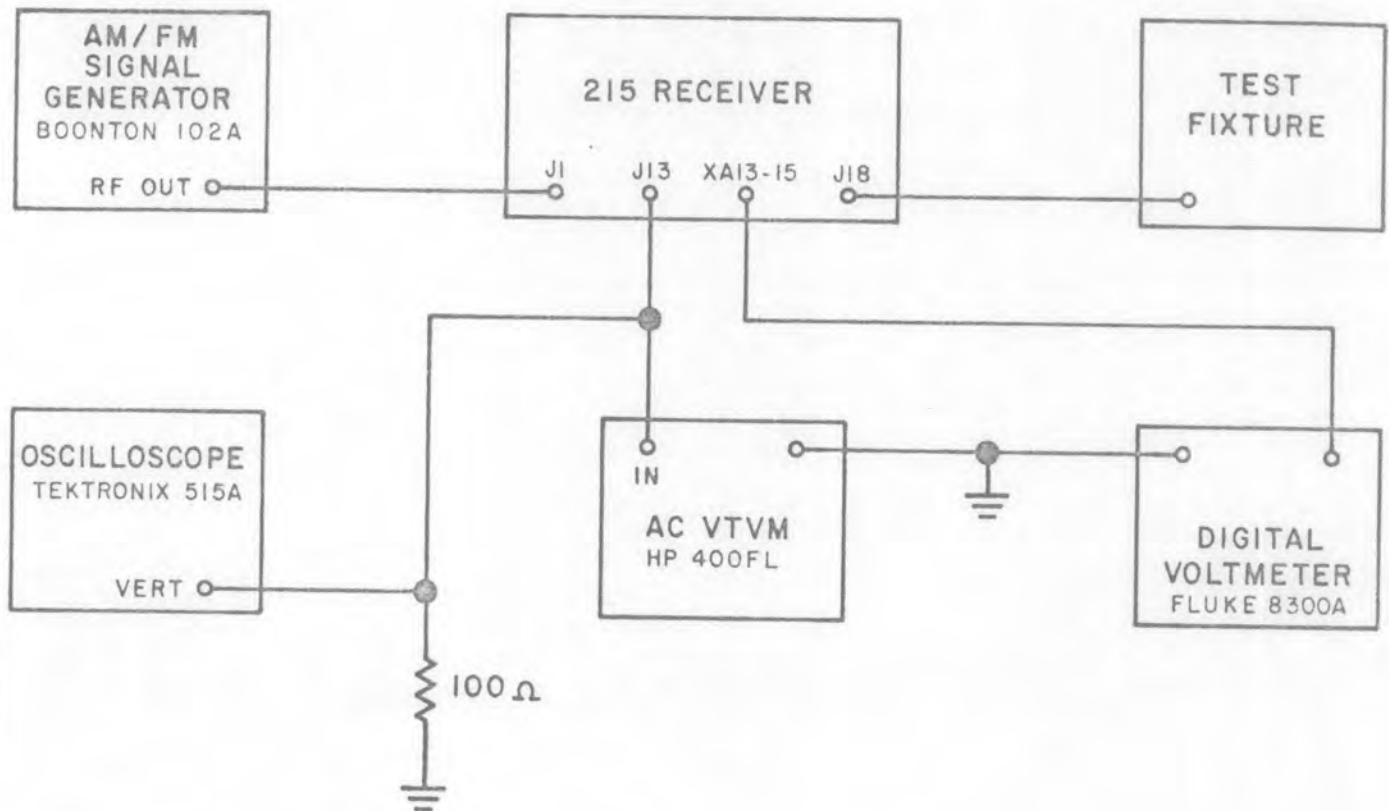 AM/FM
SIGNAL
GENERATOR
BOONTON 102A
RF OUT
215 RECEIVER
J1
J13
XA13-15
J18
TEST
FIXTURE
OSCILLOSCOPE
TEKTRONIX 515A
VERT
IN
AC VTVM
HP 400FL
DIGITAL
VOLTMETER
FLUKE 8300A
100Ω